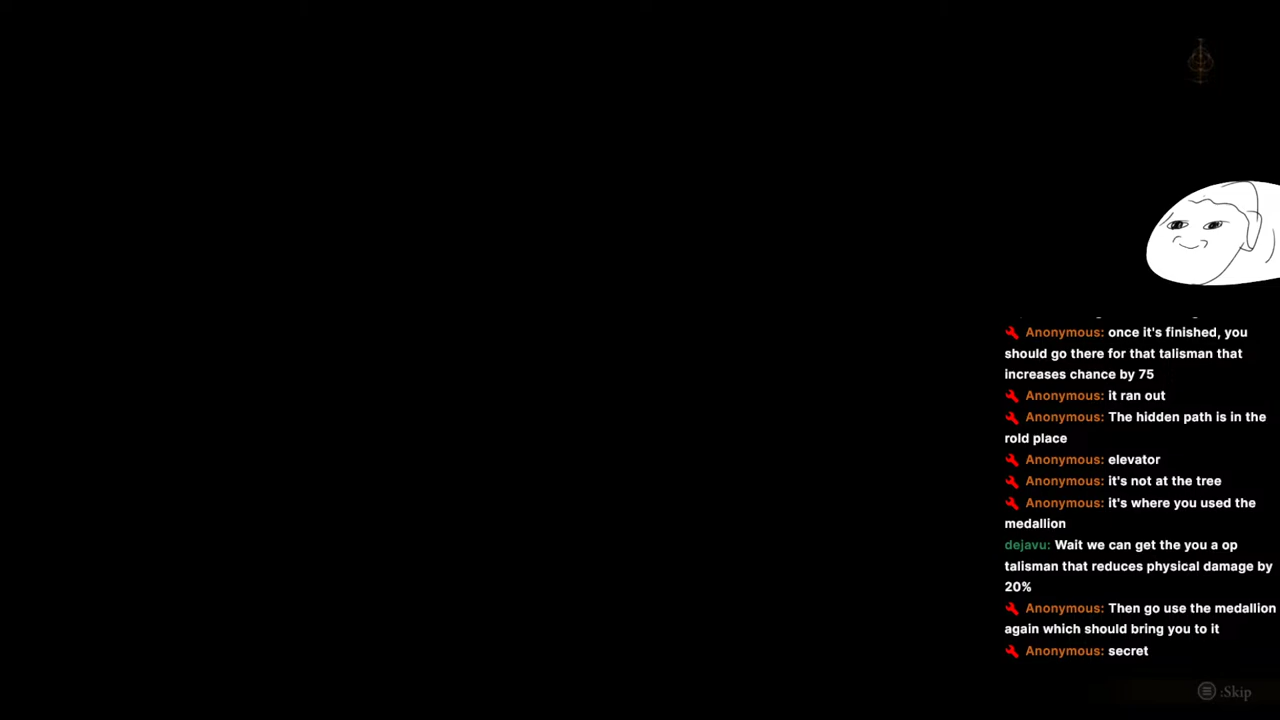 Anonymous: once it's finished, you
should go there for that talisman that
increases chance by 75
Anonymous: it ran out
Anonymous: The hidden path is in the
rold place
Anonymous: elevator
Anonymous: it's not at the tree
Anonymous: it's where you used the
medallion
dejavu: Wait we can get the you a op
talisman that reduces physical damage by
20%
Anonymous: Then go use the medallion
again which should bring you to it
Anonymous: secret
:Skip